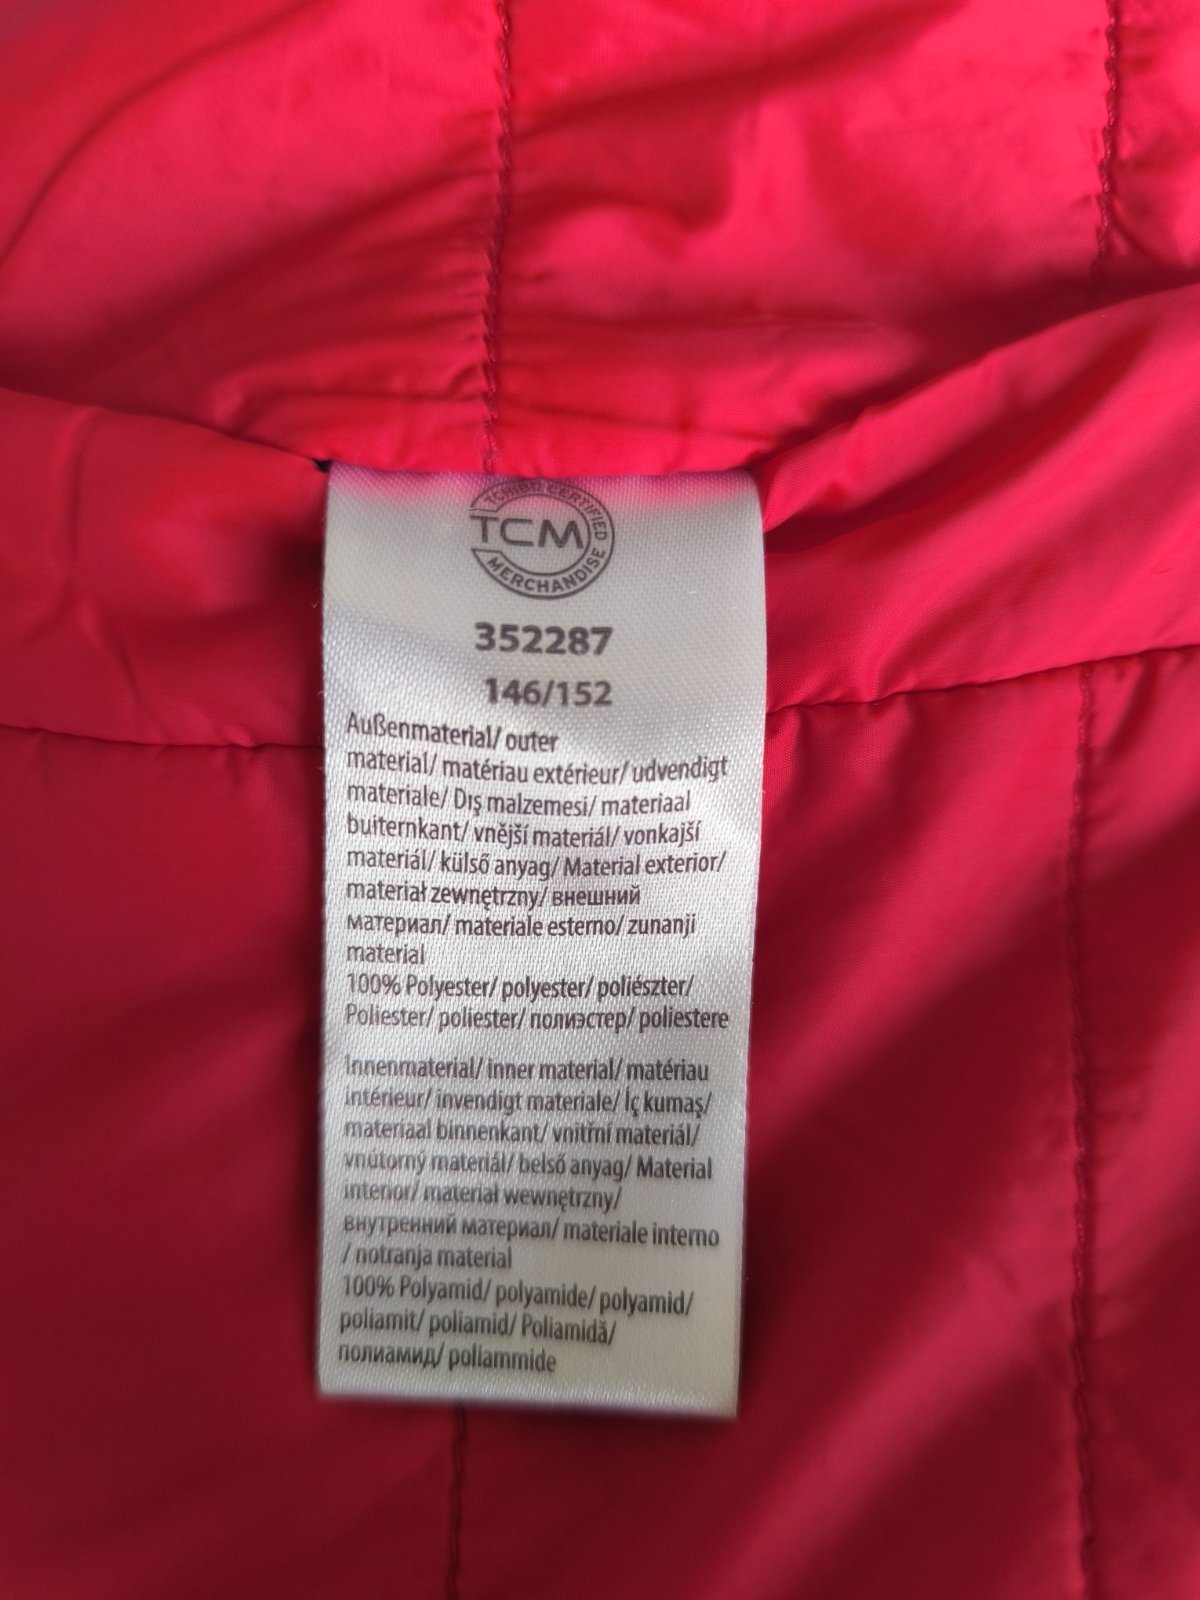 TCHIBO CERTIFIED
TCM
MERCHANDISE
352287
146/152
Außenmaterial/ outer
material/ matériau extérieur/ udvendigt
materiale/ Dış malzemesi/ materiaal
buitenkant/ vnější materiál/ vonkajší
materiál/ külső anyag/ Material exterior/
materiał zewnętrzny/ внешний
материал/ materiale esterno/ zunanji
material
100% Polyester/ polyester/ poliészter/
Poliester/ poliester/ полиэстер/ poliestere
Innenmaterial/ inner material/ matériau
intérieur/ invendigt materiale/ İç kumaş/
materiaal binnenkant/ vnitřní materiál/
vnútorný materiál/ belső anyag/ Material
interior/ materiał wewnętrzny/
внутренний материал/ materiale interno
/ notranja material
100% Polyamid/ polyamide/ polyamid/
poliamit/ poliamid/ Poliamidă/
полиамид/ poliammide